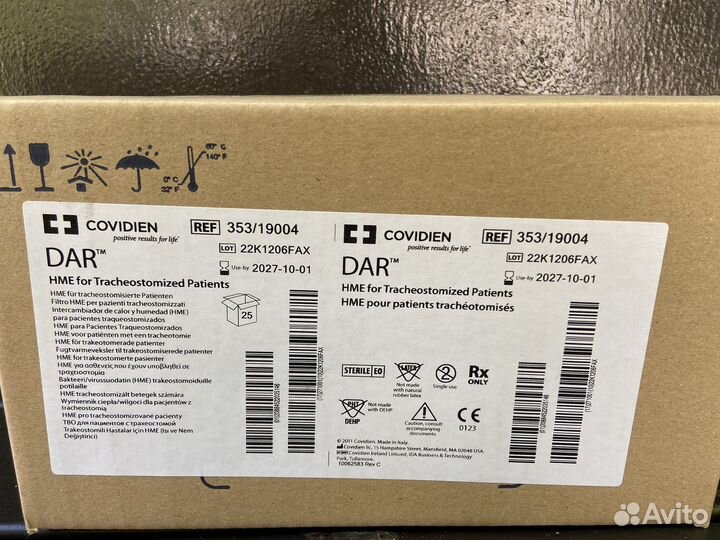 60°C
140°F
0°C
32°F
COVIDIEN
positive results for life™
REF 353/19004
DAR™
LOT 22K1206FAX
Use-by 2027-10-01
HME for Tracheostomized Patients
HME für tracheostomisierte Patienten
Filtro HME per pazienti tracheostomizzati
Intercambiador de calor y humedad (HME)
para pacientes traqueostomizados
HME para Pacientes Traqueostomizados
HME voor patiënten met een tracheotomie
HME för trakeotomerade patienter
Fugtvarmeveksler til trakeostomiserede patienter
HME for trakeostomerte pasienter
HME για ασθενείς που έχουν υποβληθεί σε
τραχειοστομία
Bakteeri/virussuodatin (HME) trakeostomoiduille
potilaille
HME tracheostomizált betegek számára
Wymiennik ciepła/wilgoci dla pacjentów z
tracheostomią
HME pro tracheostomizované pacienty
ТВО для пациентов с трахеостомой
Trakeostomili Hastalar için HME (Isı ve Nem
Değiştirici)
25
COVIDIEN
positive results for life™
REF 353/19004
DAR™
LOT 22K1206FAX
Use-by 2027-10-01
HME for Tracheostomized Patients
HME pour patients trachéotomisés
STERILE EO
LATEX
Not made with
natural rubber
latex
2
Single use
Rx
ONLY
PHT
DEHP
Not made
with DEHP
Caution, consult
accompanying
documents
CE
0123
© 2011 Covidien. Made in Italy.
Covidien llc, 15 Hampshire Street, Mansfield, MA 02048 USA.
Covidien Ireland Limited, IDA Business & Technology
Park, Tullamore.
10062583 Rev C
Avito